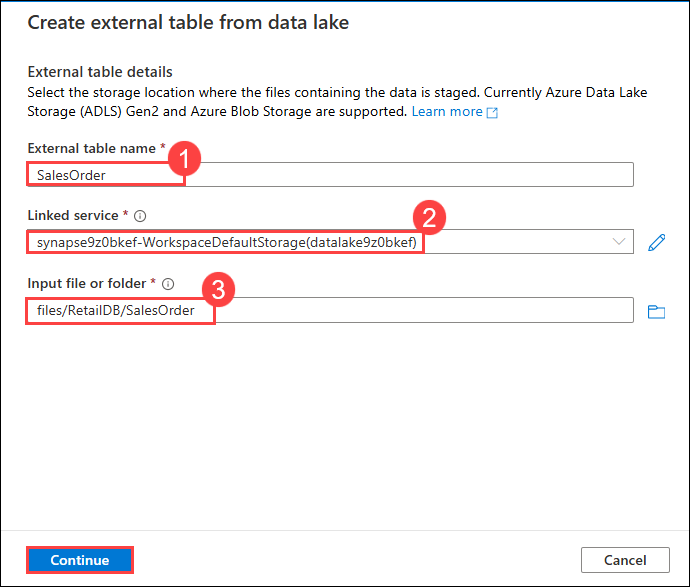 Create external table from data lake
External table details
Select the storage location where the files containing the data is staged. Currently Azure Data Lake
Storage (ADLS) Gen2 and Azure Blob Storage are supported. Learn more
External table name *
1
SalesOrder
Linked service *
2
synapse9z0bkef-WorkspaceDefaultStorage(datalake9z0bkef)
Input file or folder *
3
files/RetailDB/SalesOrder
Continue
Cancel